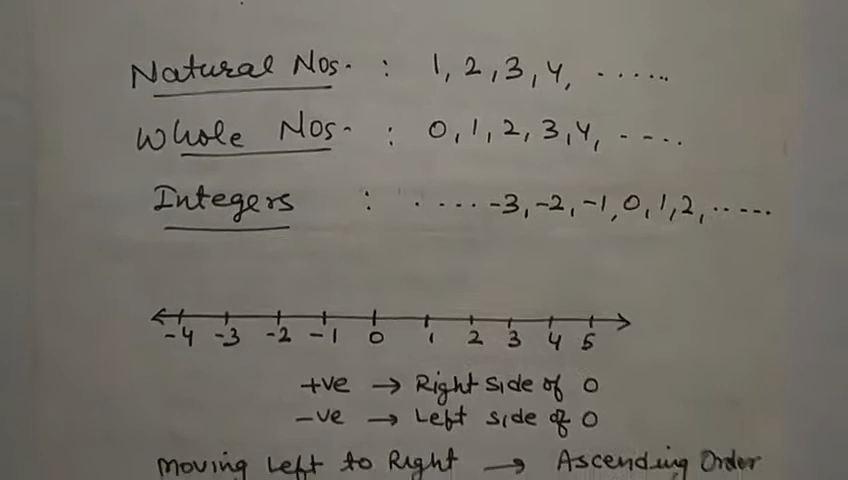 Natural Nos. : 1, 2, 3, 4, ......
Whole Nos. : 0, 1, 2, 3, 4, ----.
Integers : ..... -3, -2, -1, 0, 1, 2, ......
-4 -3 -2 -1 0 1 2 3 4 5
+ve → Right side of 0
-ve → Left side of 0
Moving Left to Right → Ascending Order